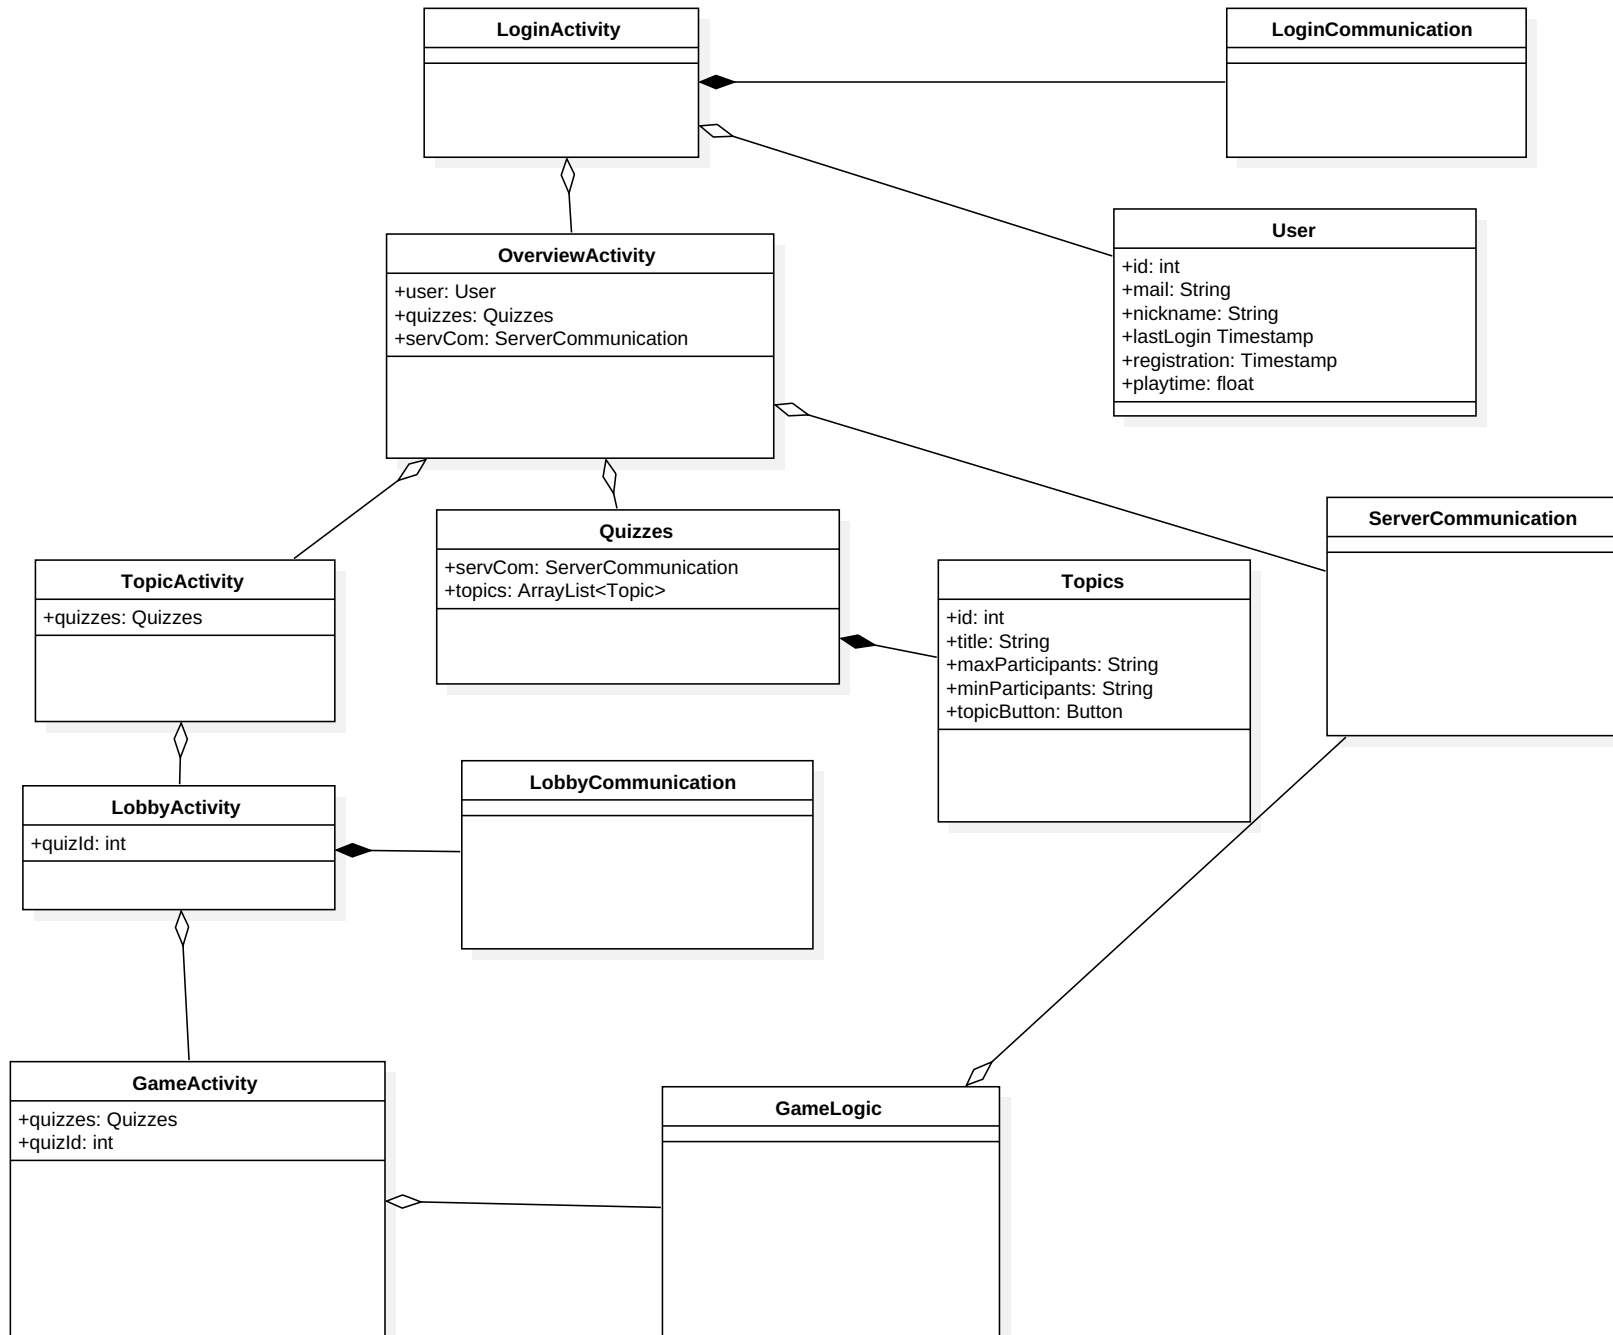 LoginActivity
LoginCommunication
User
+id: int
+mail: String
+nickname: String
+lastLogin Timestamp
+registration: Timestamp
+playtime: float
OverviewActivity
+user: User
+quizzes: Quizzes
+servCom: ServerCommunication
ServerCommunication
Quizzes
+servCom: ServerCommunication
+topics: ArrayList<Topic>
TopicActivity
+quizzes: Quizzes
Topics
+id: int
+title: String
+maxParticipants: String
+minParticipants: String
+topicButton: Button
LobbyCommunication
LobbyActivity
+quizId: int
GameActivity
+quizzes: Quizzes
+quizId: int
GameLogic